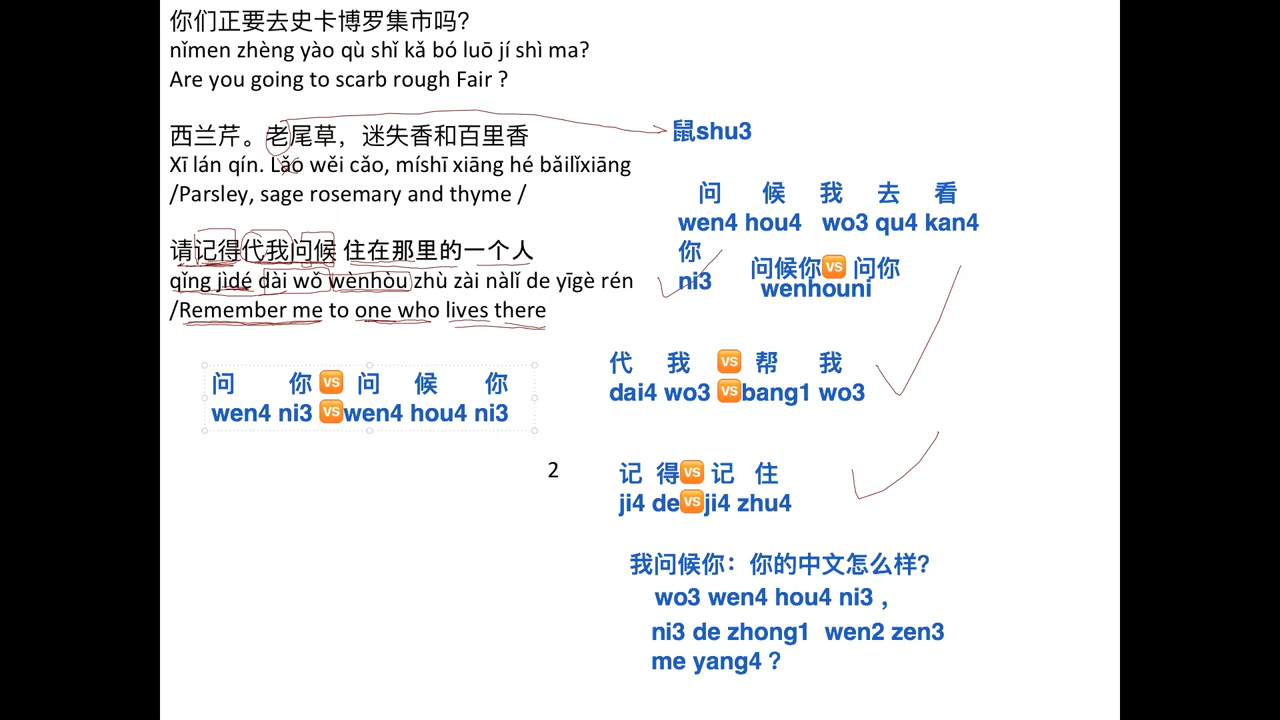 你们正要去史卡博罗集市吗?
nǐmen zhèng yào qù shǐ kǎ bó luō jí shì ma?
Are you going to scarb rough Fair ?
西兰芹。老尾草，迷失香和百里香
Xī lán qín. Lǎo wěi cǎo, míshī xiāng hé bǎilǐxiāng
/Parsley, sage rosemary and thyme /
请记得代我问候 住在那里的一个人
qǐng jìdé dài wǒ wènhòu zhù zài nàlǐ de yīgè rén
/Remember me to one who lives there
问 你 VS 问 候 你
wen4 ni3 VS wen4 hou4 ni3
2
鼠shu3
问 候 我 去 看
wen4 hou4 wo3 qu4 kan4
你
ni3
问候你 VS 问你
wenhouni
代 我 VS 帮 我
dai4 wo3 VS bang1 wo3
记 得 VS 记 住
ji4 de VS ji4 zhu4
我问候你：你的中文怎么样?
wo3 wen4 hou4 ni3 ，
ni3 de zhong1 wen2 zen3
me yang4 ?